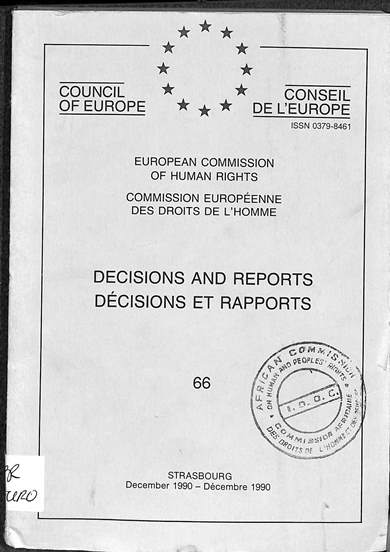 COUNCIL
OF EUROPE
CONSEIL
DE L'EUROPE
ISSN 0379-8461
EUROPEAN COMMISSION
OF HUMAN RIGHTS
COMMISSION EUROPÉENNE
DES DROITS DE L'HOMME
DECISIONS AND REPORTS
DÉCISIONS ET RAPPORTS
66
AFRICAN COMMISSION
ON HUMAN AND PEOPLES' RIGHTS
I.D.O.C.
COMMISSION AFRICAINE
DES DROITS DE L'HOMME ET DES
STRASBOURG
December 1990 – Décembre 1990